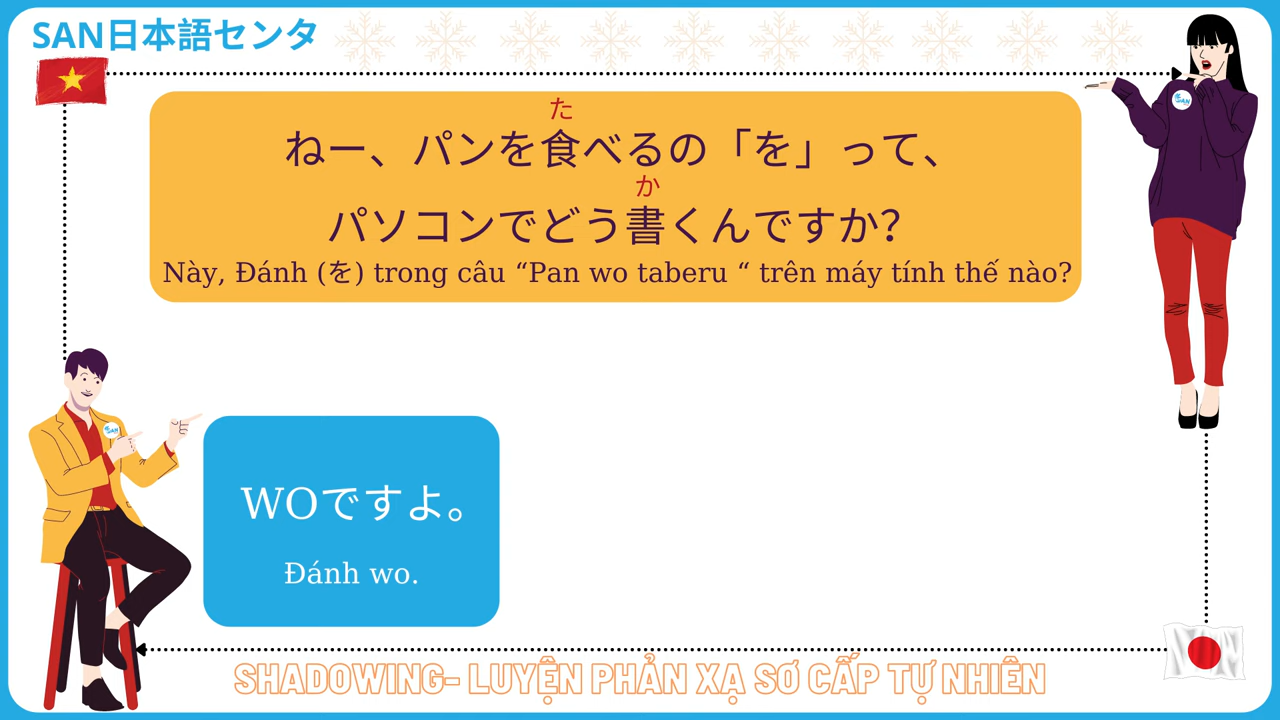 SAN日本語センタ
た
ねー、パンを食べるの「を」って、
か
パソコンでどう書くんですか?
Này, Đánh (を) trong câu “Pan wo taberu “ trên máy tính thế nào?
WOですよ。
Đánh wo.
SHADOWING- LUYỆN PHẢN XẠ SƠ CẤP TỰ NHIÊN